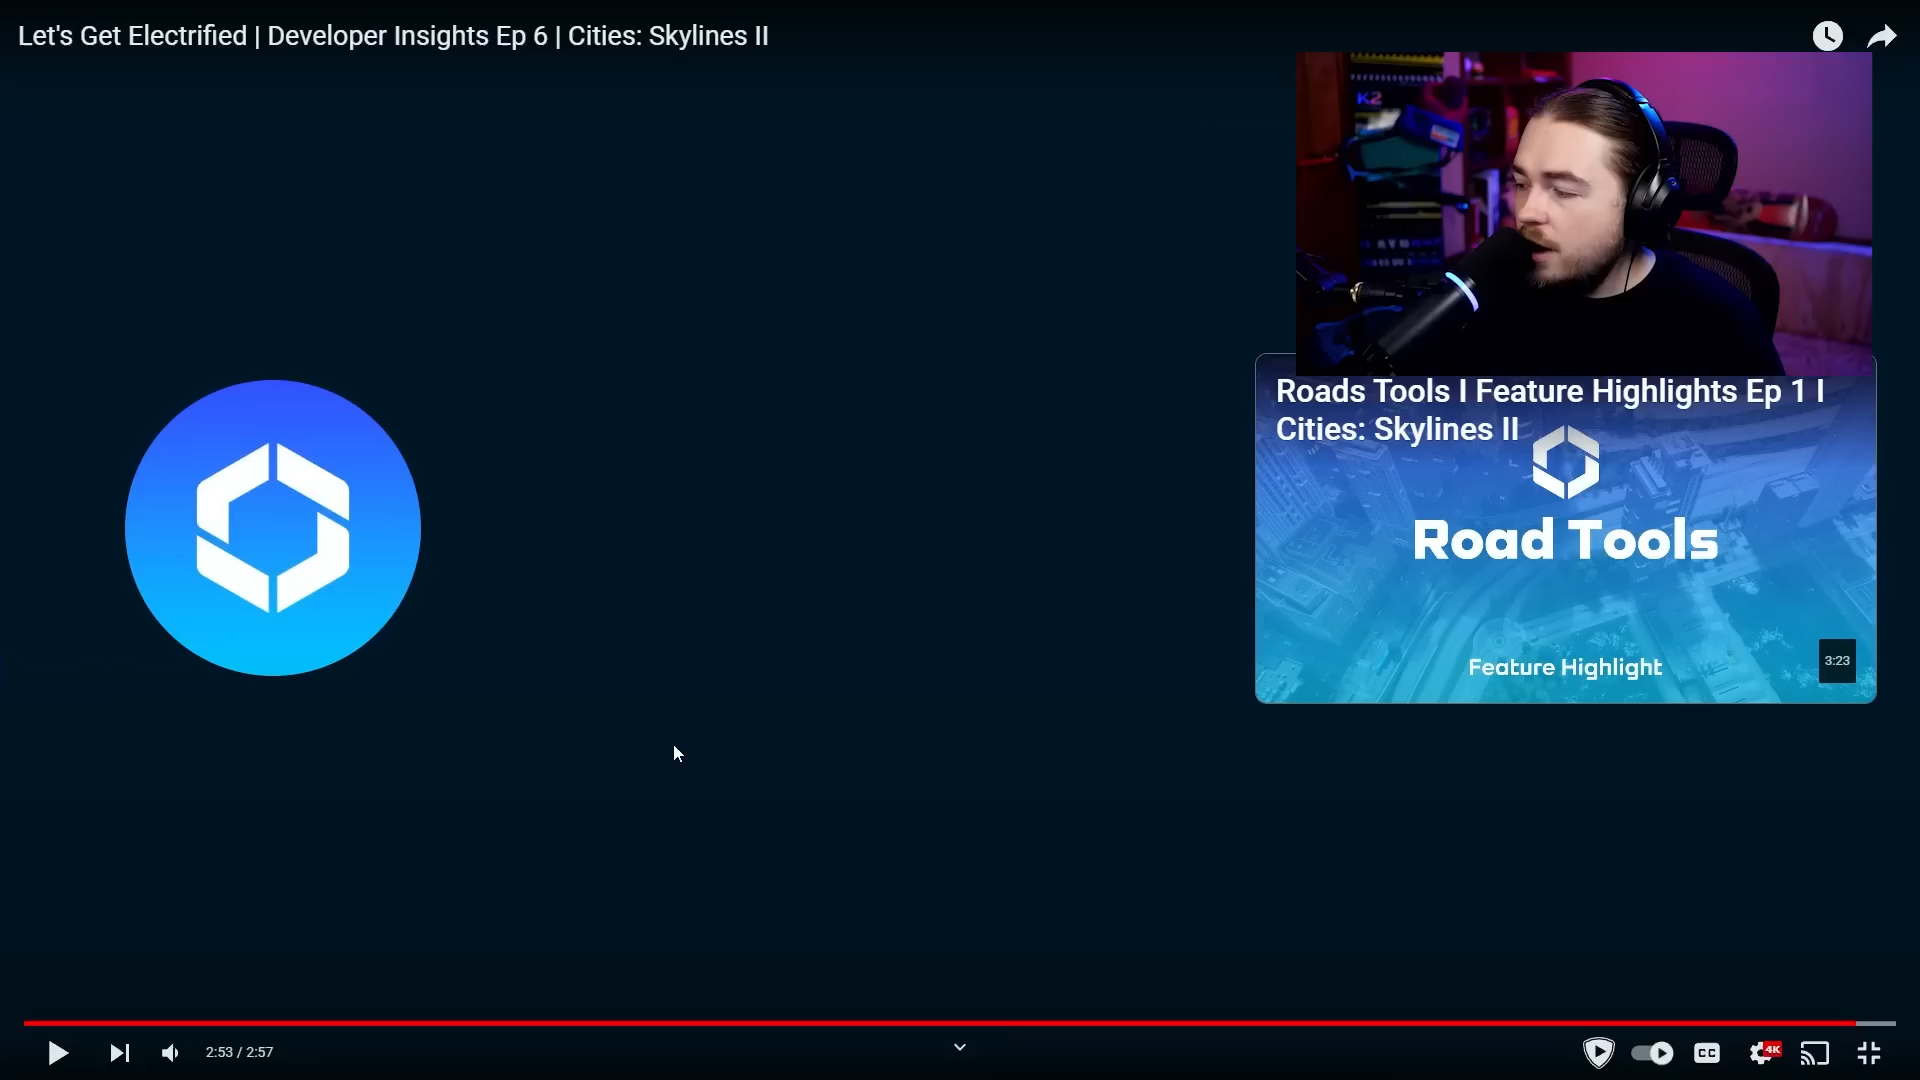 Let's Get Electrified | Developer Insights Ep 6 | Cities: Skylines II
K2
Roads Tools I Feature Highlights Ep 1 I
Cities: Skylines II
Road Tools
Feature Highlight
3:23
2:53 / 2:57
CC
4K